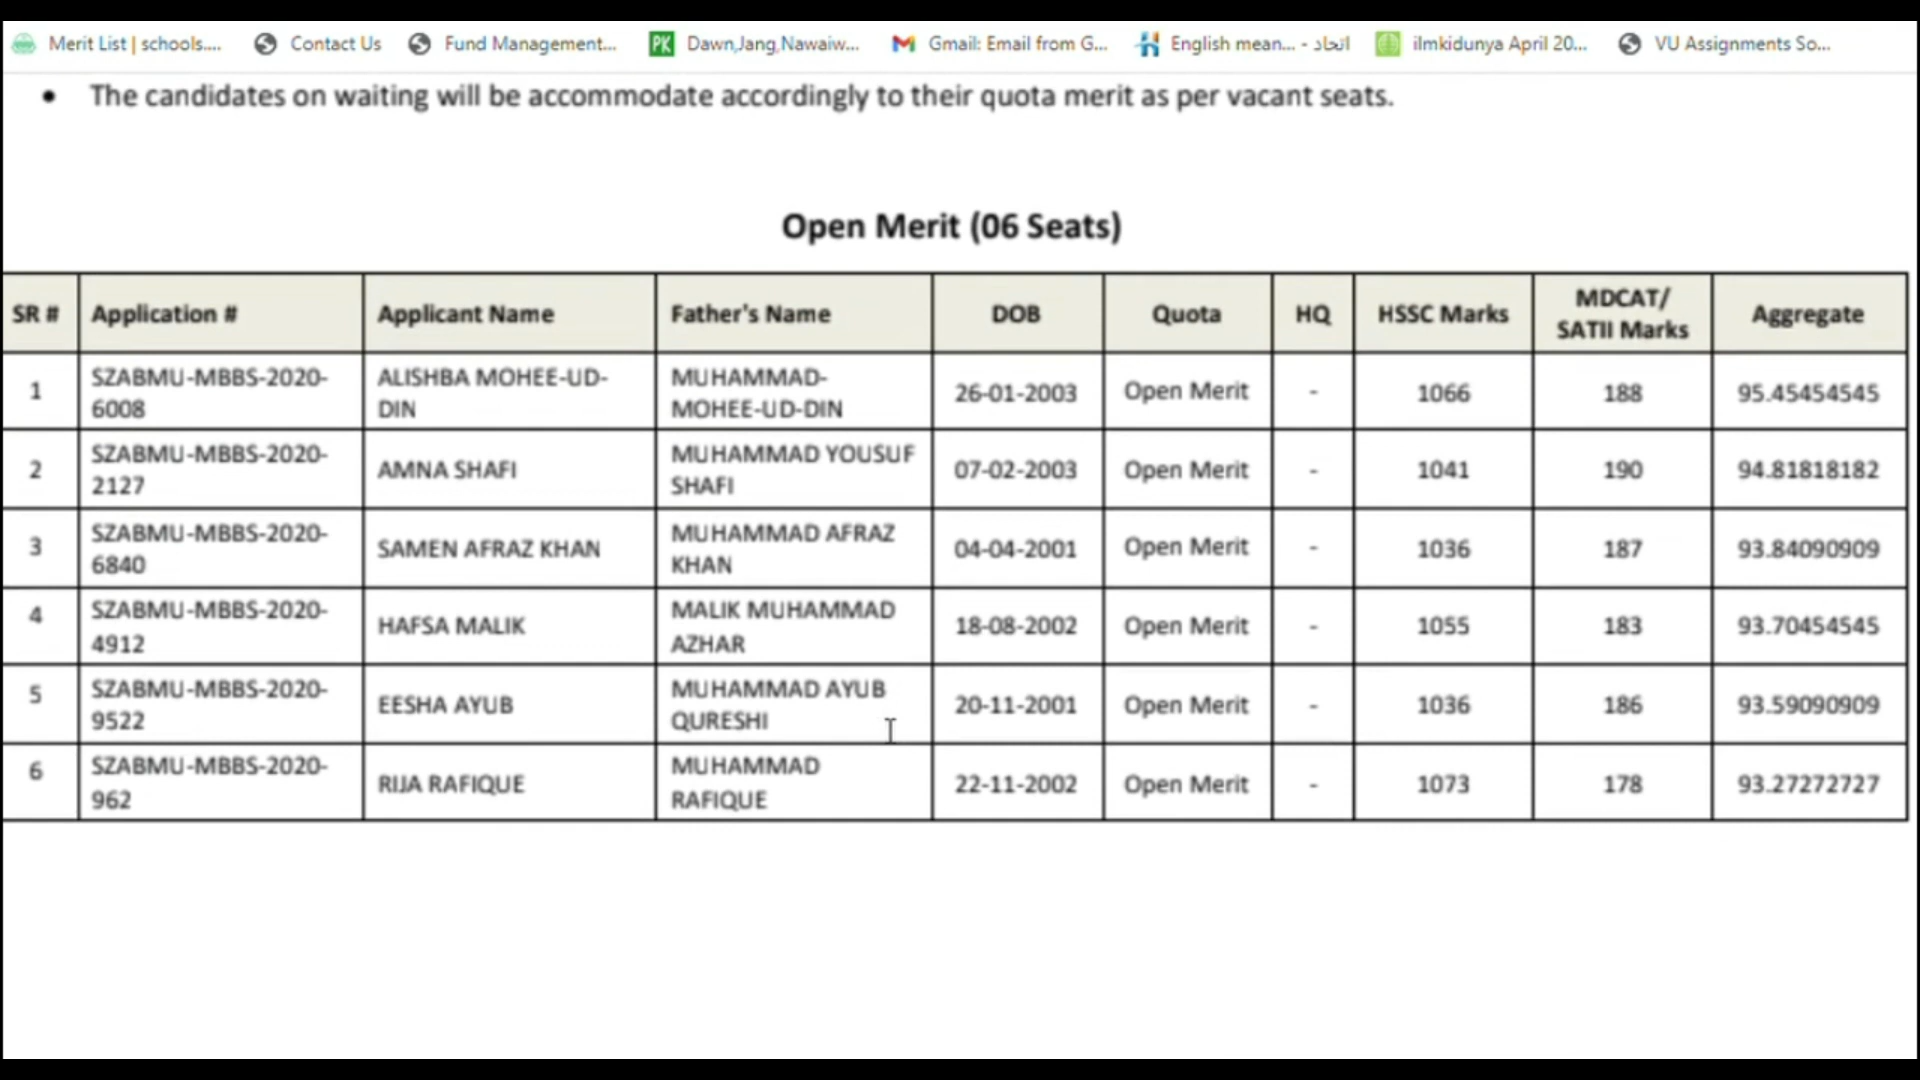 Merit List | schools.... Contact Us Fund Management... PK Dawn,Jang,Nawaiw... Gmail: Email from G... English mean... - اتحاد ilmkidunya April 20... VU Assignments So...
• The candidates on waiting will be accommodate accordingly to their quota merit as per vacant seats.
Open Merit (06 Seats)
SR # Application # Applicant Name Father's Name DOB Quota HQ HSSC Marks MDCAT/
SATII Marks Aggregate
1 SZABMU-MBBS-2020- ALISHBA MOHEE-UD- MUHAMMAD- 26-01-2003 Open Merit - 1066 188 95.45454545
6008 DIN MOHEE-UD-DIN
2 SZABMU-MBBS-2020- AMNA SHAFI MUHAMMAD YOUSUF 07-02-2003 Open Merit - 1041 190 94.81818182
2127 SHAFI
3 SZABMU-MBBS-2020- SAMEN AFRAZ KHAN MUHAMMAD AFRAZ 04-04-2001 Open Merit - 1036 187 93.84090909
6840 KHAN
4 SZABMU-MBBS-2020- HAFSA MALIK MALIK MUHAMMAD 18-08-2002 Open Merit - 1055 183 93.70454545
4912 AZHAR
5 SZABMU-MBBS-2020- EESHA AYUB MUHAMMAD AYUB 20-11-2001 Open Merit - 1036 186 93.59090909
9522 QURESHI
6 SZABMU-MBBS-2020- RIJA RAFIQUE MUHAMMAD 22-11-2002 Open Merit - 1073 178 93.27272727
962 RAFIQUE